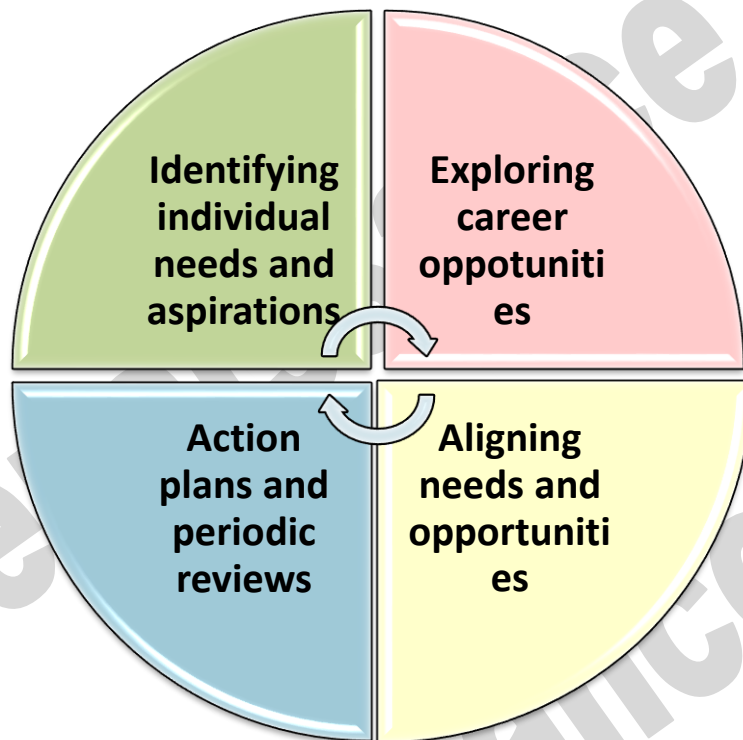 Identifying
individual
needs and
aspirations
Exploring
career
oppotuniti
es
Action
plans and
periodic
reviews
Aligning
needs and
opportuniti
es